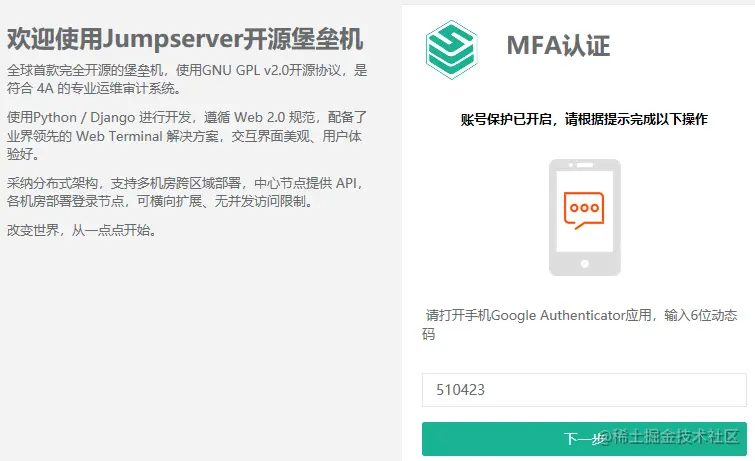 欢迎使用Jumpserver开源堡垒机
全球首款完全开源的堡垒机，使用GNU GPL v2.0开源协议，是
符合 4A 的专业运维审计系统。
使用Python / Django 进行开发，遵循 Web 2.0 规范，配备了
业界领先的 Web Terminal 解决方案，交互界面美观、用户体
验好。
采纳分布式架构，支持多机房跨区域部署，中心节点提供 API，
各机房部署登录节点，可横向扩展、无并发访问限制。
改变世界，从一点点开始。
MFA认证
账号保护已开启，请根据提示完成以下操作
请打开手机Google Authenticator应用，输入6位动态
码
510423
下一步
@稀土掘金技术社区